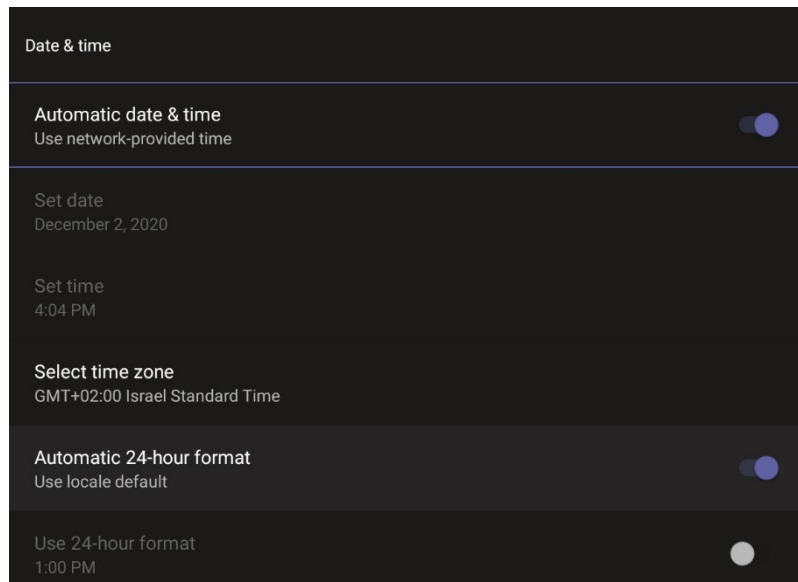 Date & time
Automatic date & time
Use network-provided time
Set date
December 2, 2020
Set time
4:04 PM
Select time zone
GMT+02:00 Israel Standard Time
Automatic 24-hour format
Use locale default
Use 24-hour format
1:00 PM